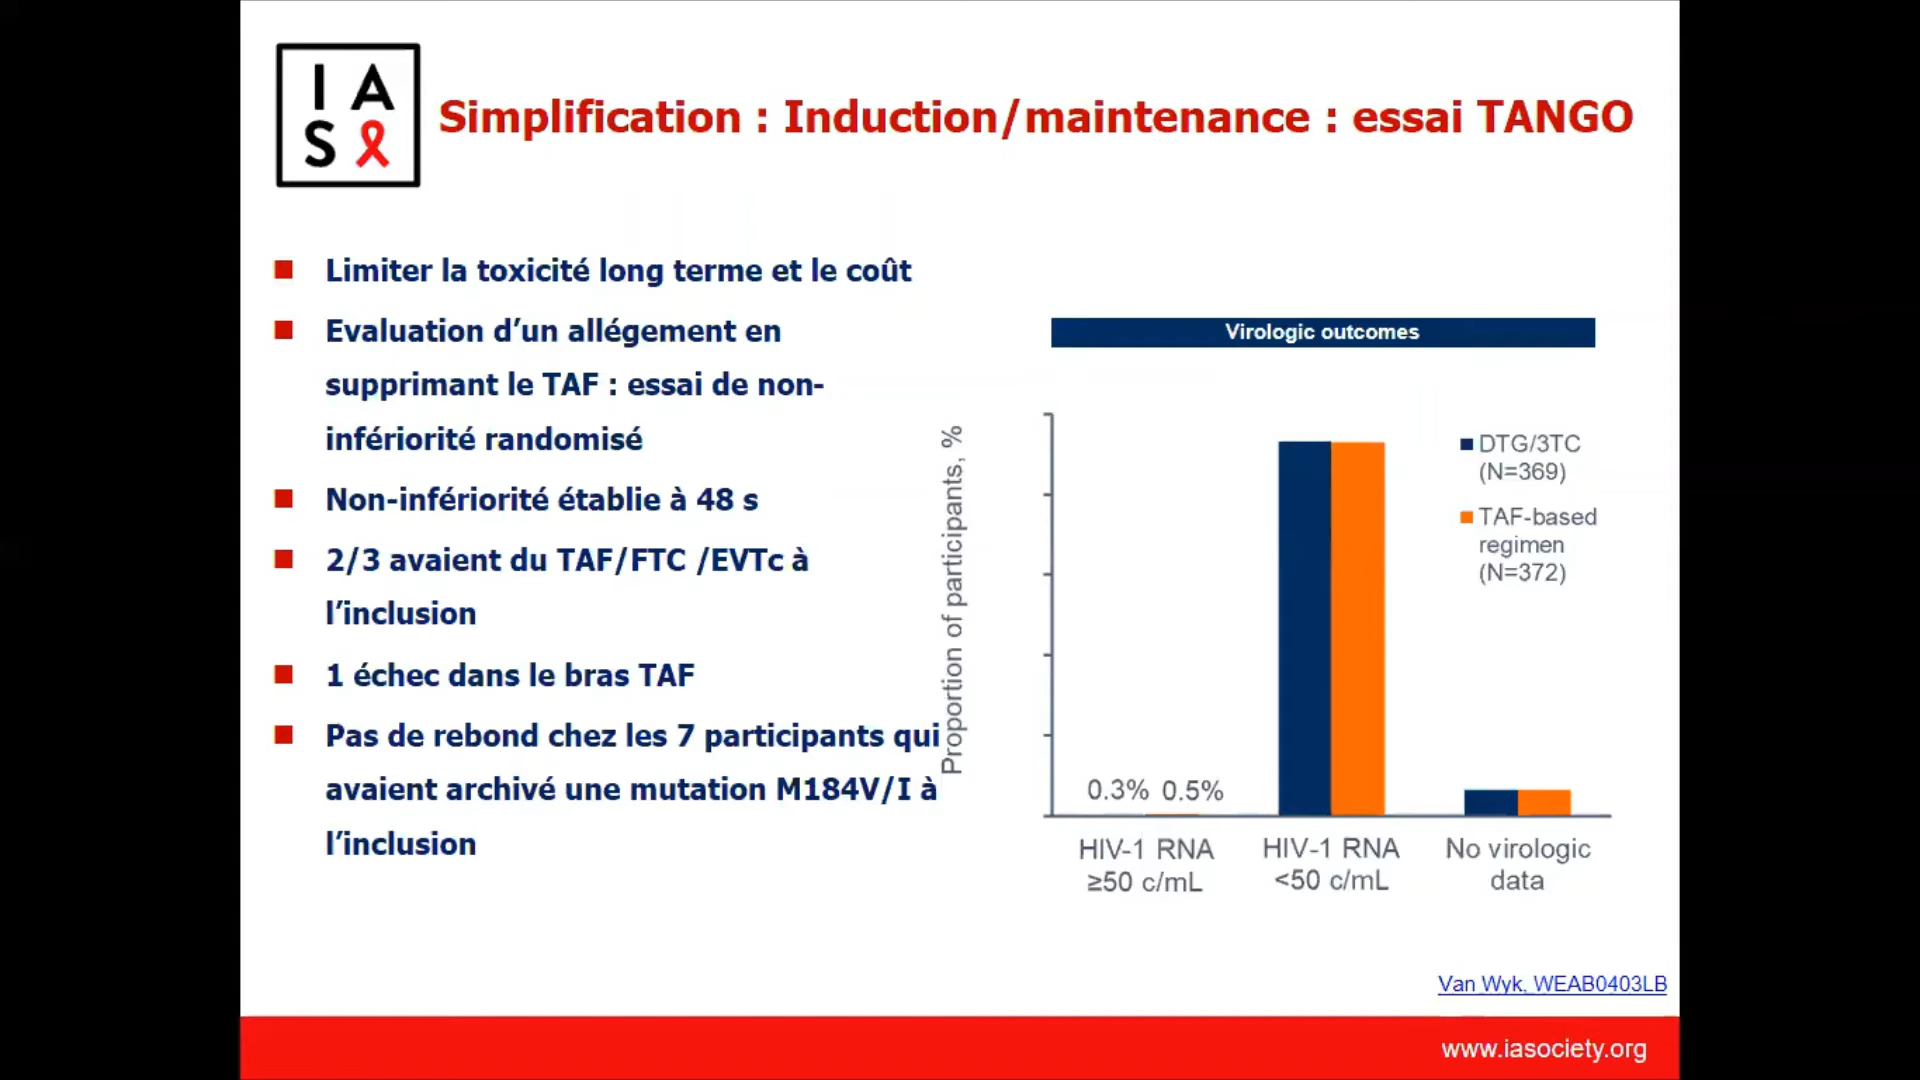 I A
S
Simplification : Induction/maintenance : essai TANGO
Limiter la toxicité long terme et le coût
Evaluation d’un allégement en
supprimant le TAF : essai de non-
infériorité randomisé
Non-infériorité établie à 48 s
2/3 avaient du TAF/FTC /EVTc à
l’inclusion
1 échec dans le bras TAF
Pas de rebond chez les 7 participants qui
avaient archivé une mutation M184V/I à
l’inclusion
Virologic outcomes
Proportion of participants, %
DTG/3TC
(N=369)
TAF-based
regimen
(N=372)
0.3% 0.5%
HIV-1 RNA
≥50 c/mL
HIV-1 RNA
<50 c/mL
No virologic
data
Van Wyk, WEAB0403LB
www.iasociety.org